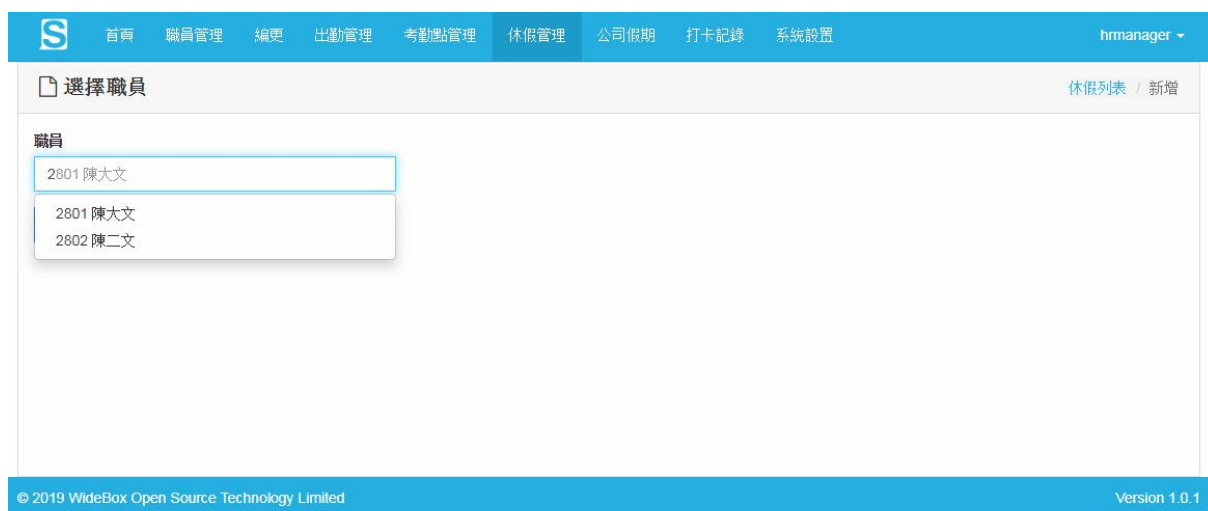 S 首頁 職員管理 編更 出勤管理 考勤點管理 休假管理 公司假期 打卡記錄 系統設置 hrmanager
選擇職員 休假列表 / 新增
職員
2801 陳大文
2801 陳大文
2802 陳二文
© 2019 WideBox Open Source Technology Limited Version 1.0.1